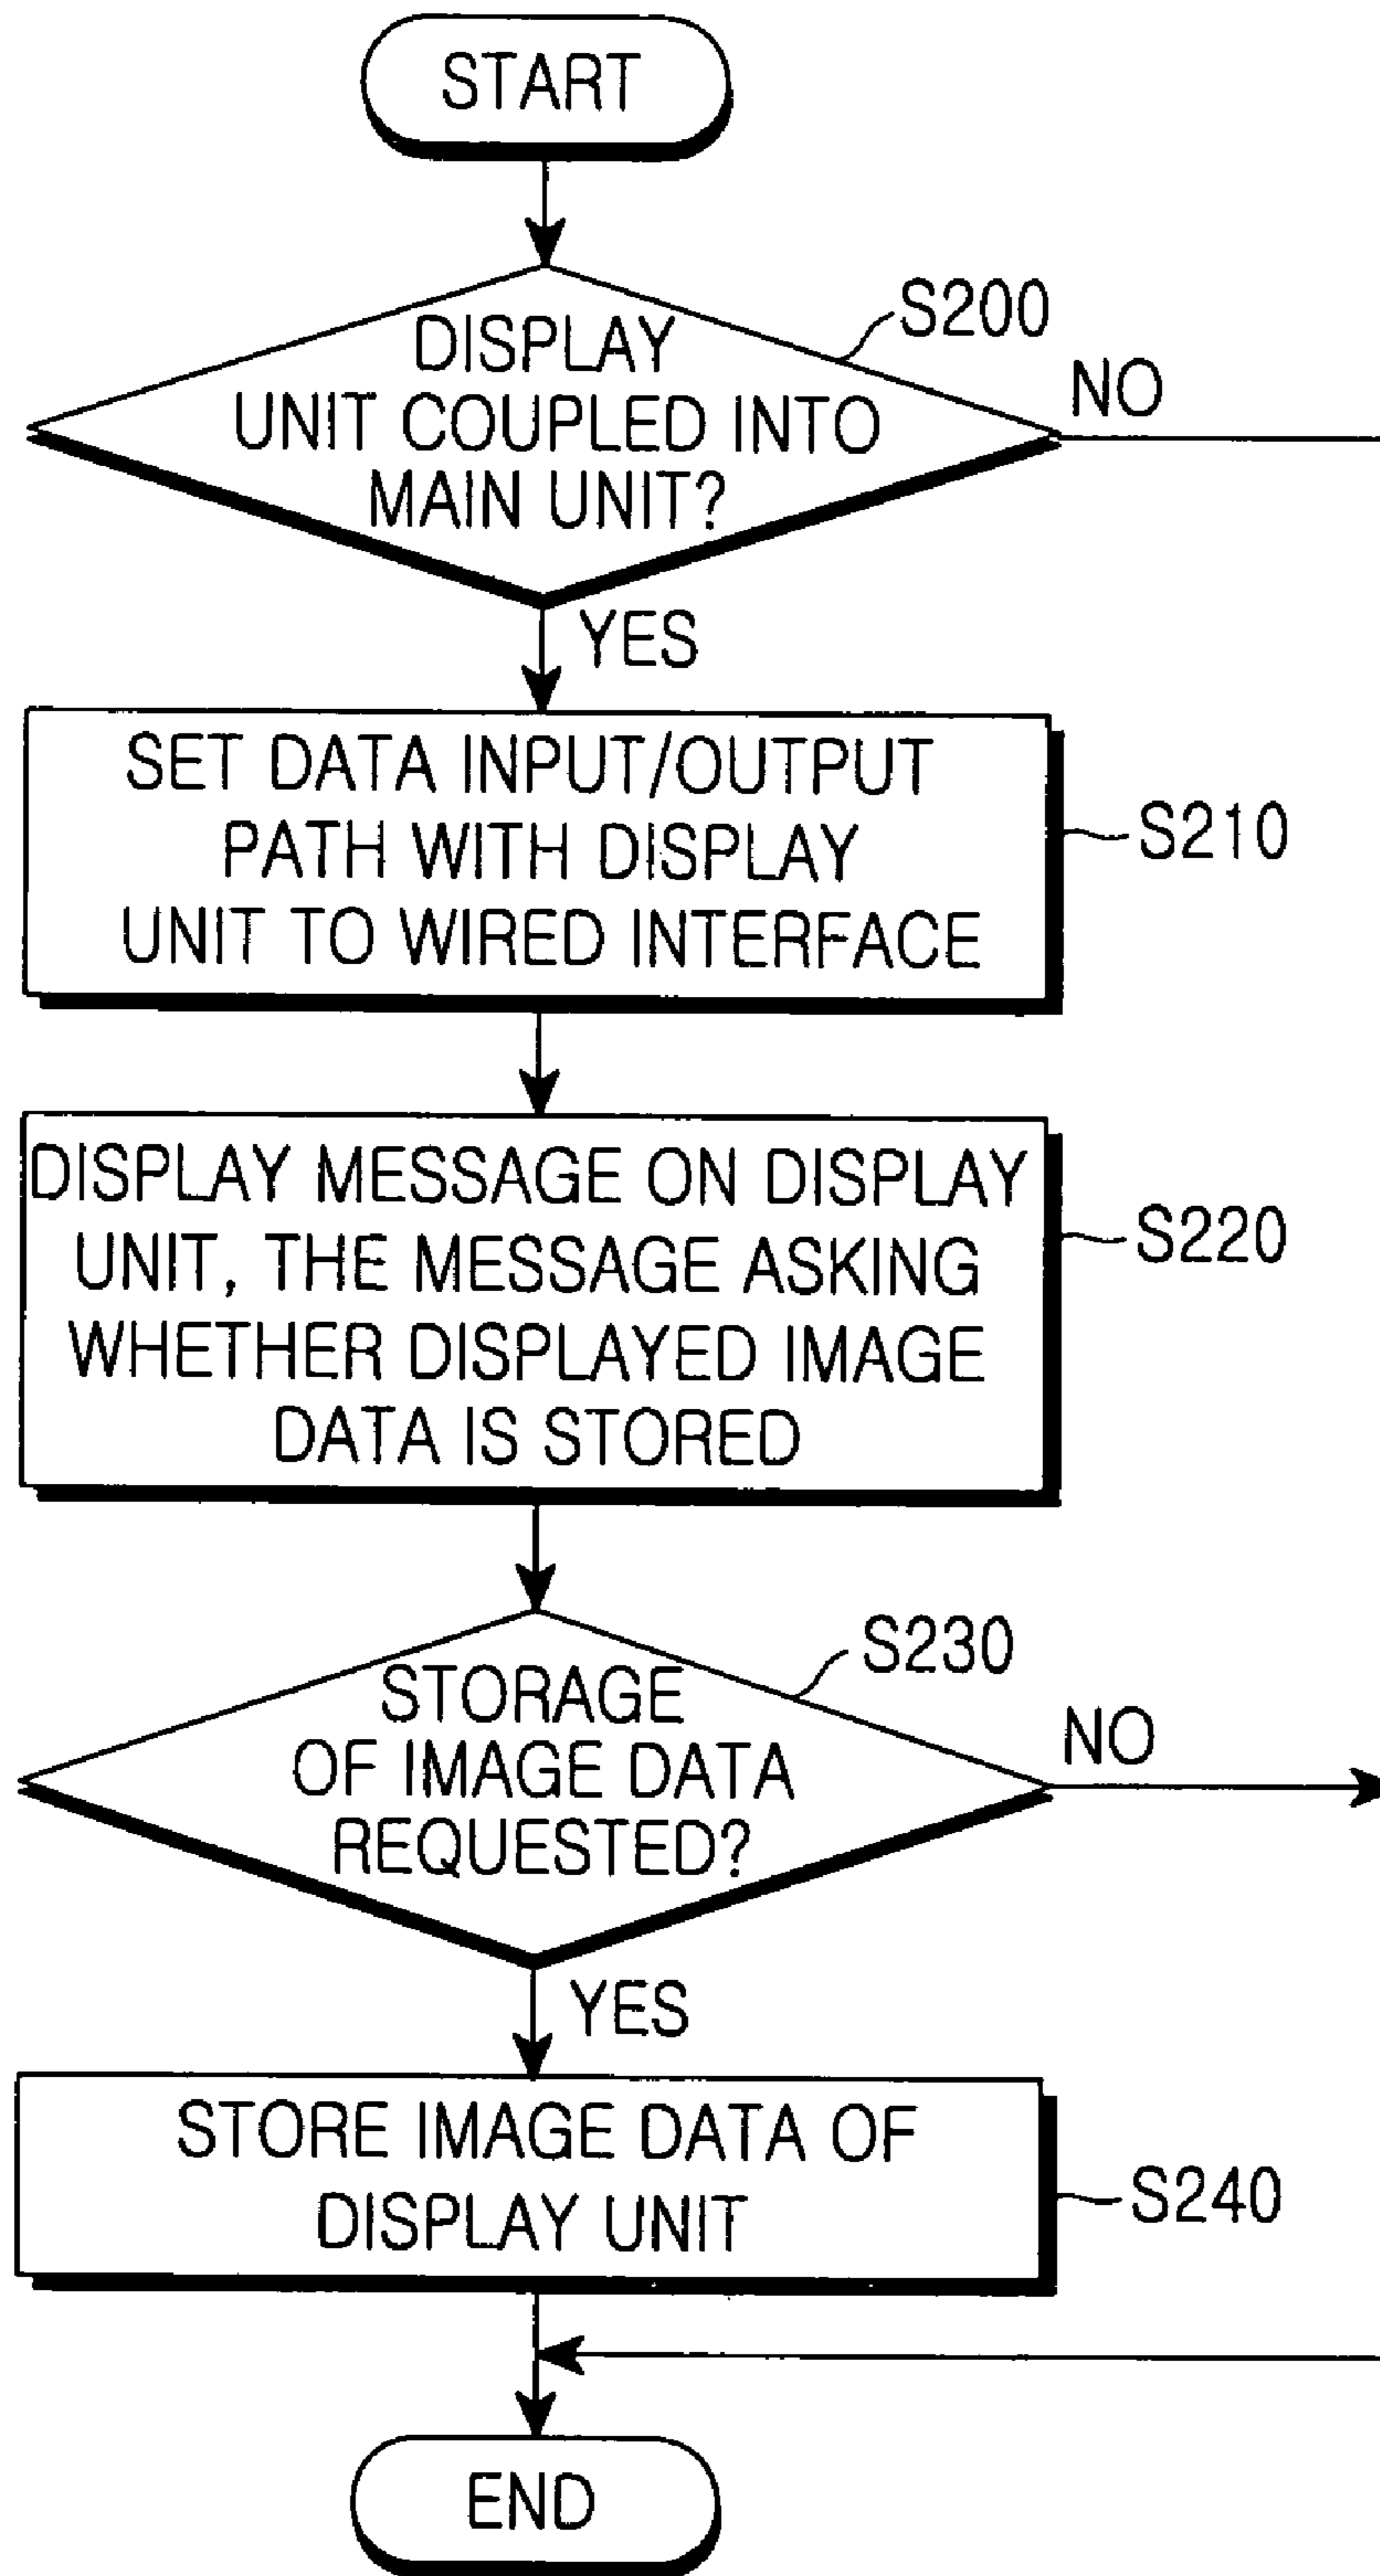 START
DISPLAY
UNIT COUPLED INTO
MAIN UNIT?
S200
NO
YES
SET DATA INPUT/OUTPUT
PATH WITH DISPLAY
UNIT TO WIRED INTERFACE
S210
DISPLAY MESSAGE ON DISPLAY
UNIT, THE MESSAGE ASKING
WHETHER DISPLAYED IMAGE
DATA IS STORED
S220
STORAGE
OF IMAGE DATA
REQUESTED?
S230
NO
YES
STORE IMAGE DATA OF
DISPLAY UNIT
S240
END